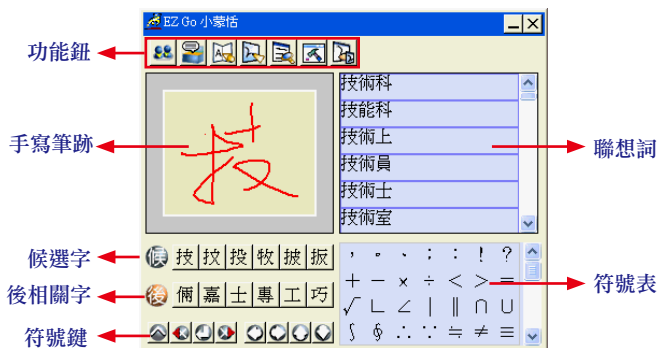 EZ Go 小蒙恬
功能鈕
技術科
技能科
技術上
技術員
技術士
技術室
手寫筆跡
技
聯想詞
候選字
候 技 抆 投 牧 披 扳
， 。 、 ； ： ！ ？
後相關字
後 倆 嘉 士 專 工 巧
＋ － × ÷ ＜ ＞ ＝
符號表
√ ∟ ∠ ｜ ∥ ∩ ∪
符號鍵
∫ ∮ ∴ ∵ ≒ ≠ ≡